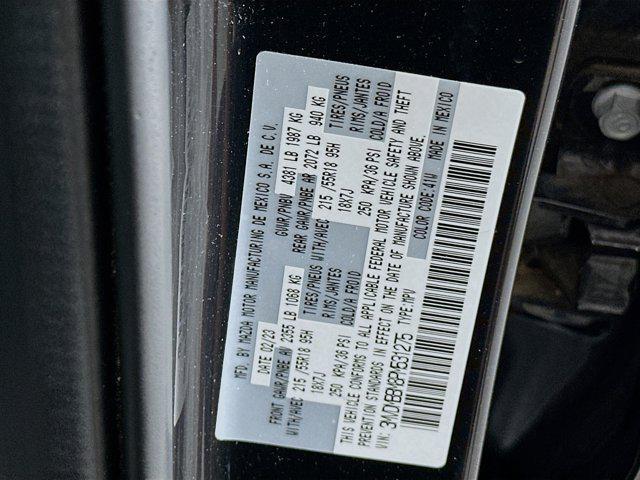 MFD. BY MAZDA MOTOR MANUFACTURING DE MEXICO S.A. DE C.V.
DATE 02/23 GVWR/PNBV 4381 LB 1987 KG
FRONT GAWR/PNBE AV 2355 LB 1068 KG REAR GAWR/PNBE AR 2072 LB 940 KG
WITH/AVEC 215/55R18 95H TIRES/PNEUS WITH/AVEC 215/55R18 95H TIRES/PNEUS
18X7J RIMS/JANTES 18X7J RIMS/JANTES
250 KPA/36 PSI COLD/A FROID 250 KPA/36 PSI COLD/A FROID
THIS VEHICLE CONFORMS TO ALL APPLICABLE FEDERAL MOTOR VEHICLE SAFETY AND THEFT
PREVENTION STANDARDS IN EFFECT ON THE DATE OF MANUFACTURE SHOWN ABOVE.
VIN: TYPE:MPV COLOR CODE:41W MADE IN MEXICO